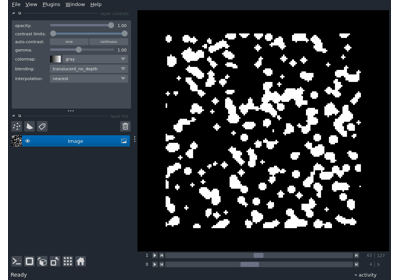 File View Plugins Window Help
opacity: 1.00
contrast limits:
auto-contrast: once continuous
gamma: 1.00
colormap: gray
blending: translucent_no_depth
interpolation: nearest
Image
1
0
Ready
activity